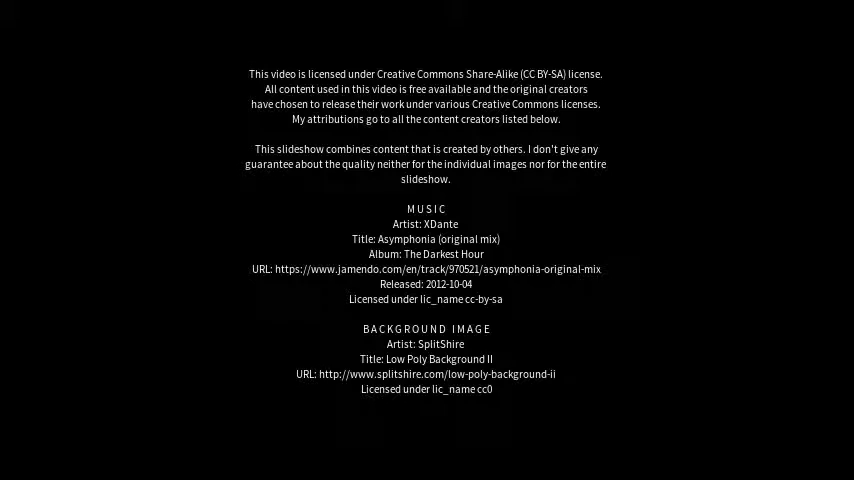 This video is licensed under Creative Commons Share-Alike (CC BY-SA) license.
All content used in this video is free available and the original creators
have chosen to release their work under various Creative Commons licenses.
My attributions go to all the content creators listed below.
This slideshow combines content that is created by others. I don't give any
guarantee about the quality neither for the individual images nor for the entire
slideshow.
MUSIC
Artist: XDante
Title: Asymphonia (original mix)
Album: The Darkest Hour
URL: https://www.jamendo.com/en/track/970521/asymphonia-original-mix
Released: 2012-10-04
Licensed under lic_name cc-by-sa
BACKGROUND IMAGE
Artist: SplitShire
Title: Low Poly Background II
URL: http://www.splitshire.com/low-poly-background-ii
Licensed under lic_name cc0